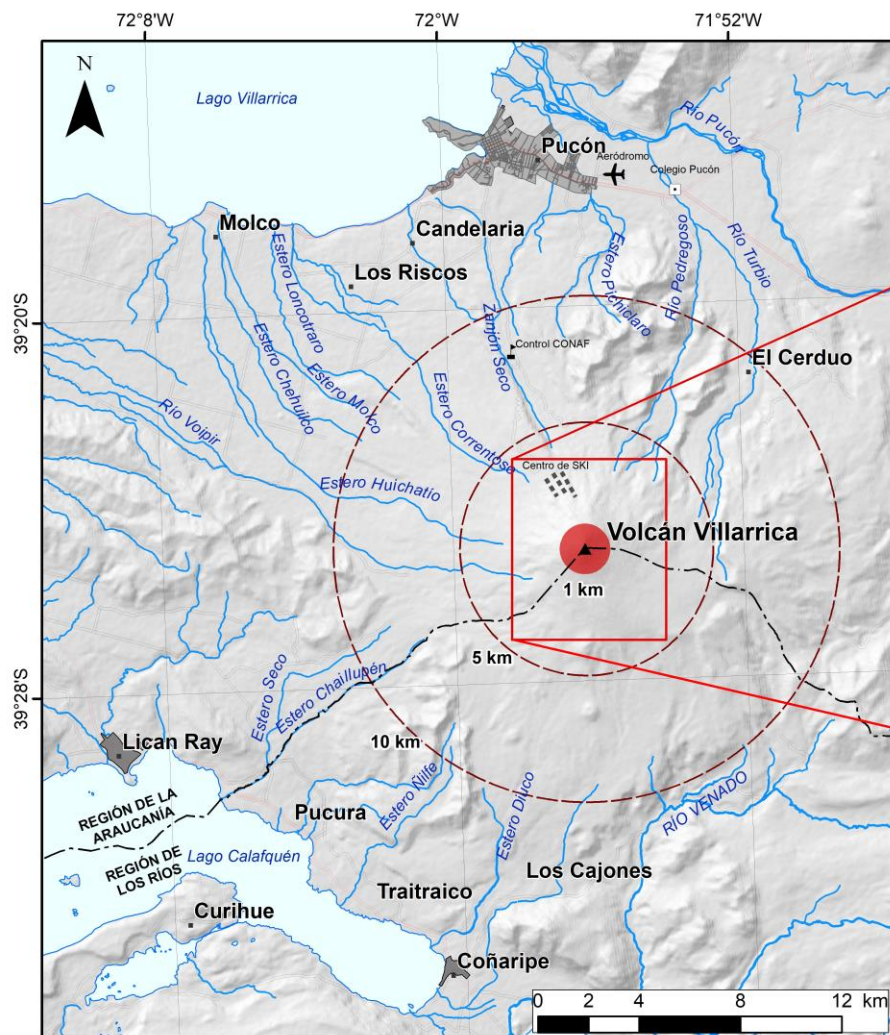 72°8'W
72°0'W
71°52'W
N
Lago Villarrica
Río Pucón
Pucón
Aeródromo
Colegio Pucón
Molco
Candelaria
Los Riscos
Estero Loncotraro
Estero Pichiclaro
Río Pedregoso
Río Turbio
39°20'S
Zanjón Seco
Control CONAF
El Cerduo
Estero Chehuilco
Estero Molco
Río Voipir
Estero Correntoso
Centro de SKI
Estero Huichatio
Volcán Villarrica
1 km
5 km
10 km
39°28'S
Estero Seco
Estero Chaillupén
Lican Ray
Estero Ñilfe
Estero Diuco
RÍO VENADO
Pucura
REGIÓN DE LA
ARAUCANÍA
REGIÓN DE
LOS RÍOS
Lago Calafquén
Traitraico
Los Cajones
Curihue
Coñaripe
0 2 4 8 12 km